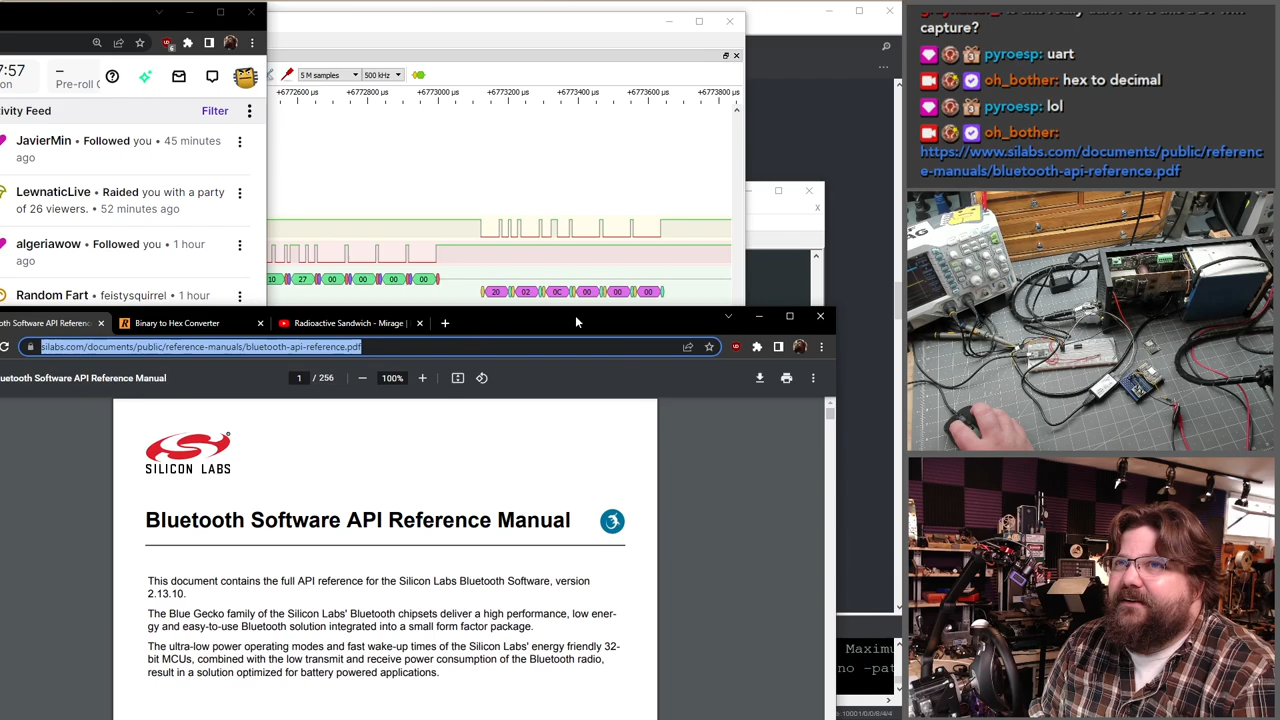 7:57
Pre-roll
Filter
JavierMin • Followed you • 45 minutes
ago
LewnaticLive • Raided you with a party
of 26 viewers. • 52 minutes ago
algeriawow • Followed you • 1 hour
ago
Random Fart • feistysquirrel • 1 hour
5 M samples
500 kHz
+6772600 µs
+6772800 µs
+6773000 µs
+6773200 µs
+6773400 µs
+6773600 µs
+6773800 µs
27 00 00 00 00
20 02 0C 00 00 00
capture?
pyroesp: uart
oh_bother: hex to decimal
pyroesp: lol
oh_bother:
https://www.silabs.com/documents/public/referenc
e-manuals/bluetooth-api-reference.pdf
Binary to Hex Converter
Radioactive Sandwich - Mirage |
silabs.com/documents/public/reference-manuals/bluetooth-api-reference.pdf
uetooth Software API Reference Manual
1 / 256
100%
SILICON LABS
Bluetooth Software API Reference Manual
This document contains the full API reference for the Silicon Labs Bluetooth Software, version
2.13.10.
The Blue Gecko family of the Silicon Labs' Bluetooth chipsets deliver a high performance, low ener-
gy and easy-to-use Bluetooth solution integrated into a small form factor package.
The ultra-low power operating modes and fast wake-up times of the Silicon Labs' energy friendly 32-
bit MCUs, combined with the low transmit and receive power consumption of the Bluetooth radio,
result in a solution optimized for battery powered applications.
Maximu
no -pat